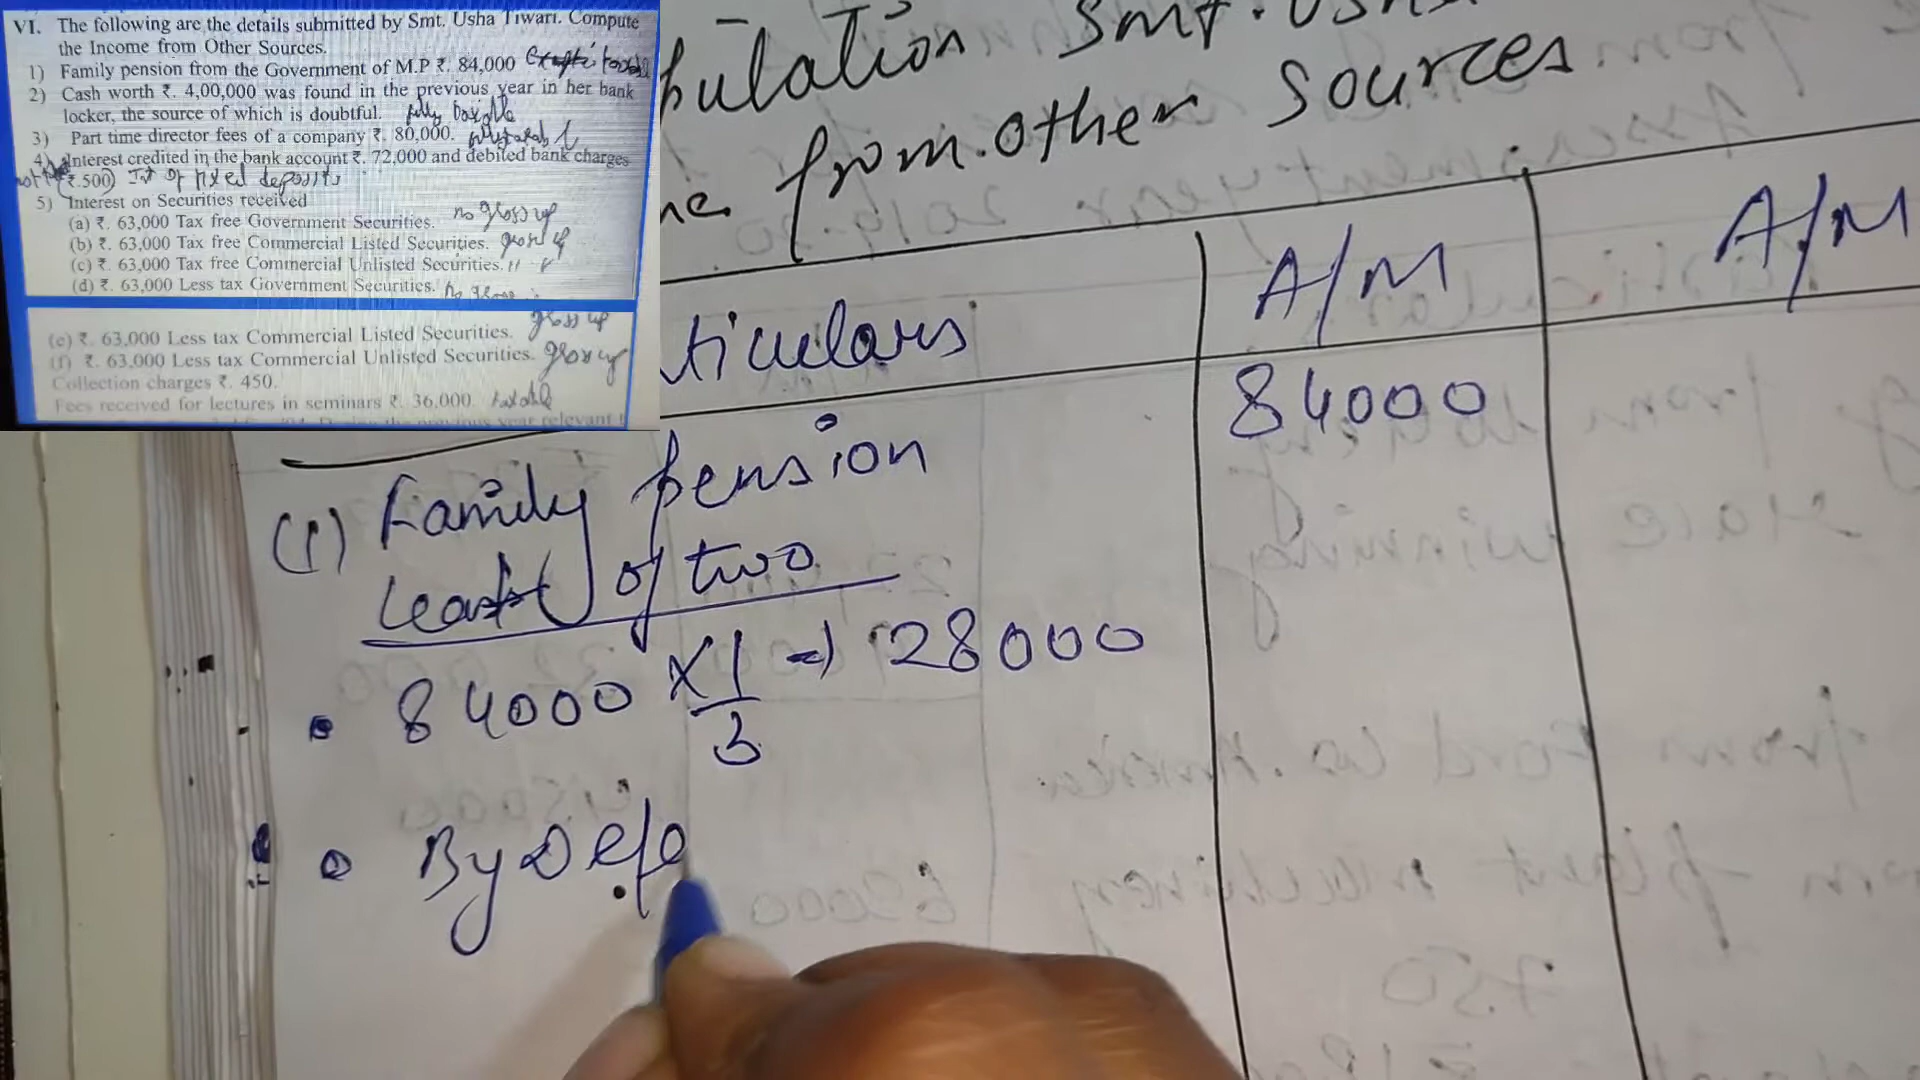 VI. The following are the details submitted by Smt. Usha Tiwari. Compute
the Income from Other Sources.
1) Family pension from the Government of M.P ₹. 84,000 taxable
2) Cash worth ₹. 4,00,000 was found in the previous year in her bank
locker, the source of which is doubtful. fully taxable
3) Part time director fees of a company ₹. 80,000.
4) Interest credited in the bank account ₹. 72,000 and debited bank charges
₹.500) Int of fixed deposits
5) Interest on Securities received
(a) ₹. 63,000 Tax free Government Securities. no gross up
(b) ₹. 63,000 Tax free Commercial Listed Securities. gross up
(c) ₹. 63,000 Tax free Commercial Unlisted Securities. 11
(d) ₹. 63,000 Less tax Government Securities. no
(e) ₹. 63,000 Less tax Commercial Listed Securities. gross up
(f) ₹. 63,000 Less tax Commercial Unlisted Securities. gross up
Collection charges ₹. 450.
Fees received for lectures in seminars ₹. 36,000. taxable
pulation Smt. Usha
from other sources
ticulars A/M A/M
(1) Family pension 84000
least of two
84000 × 1/3 => 28000
By Defa